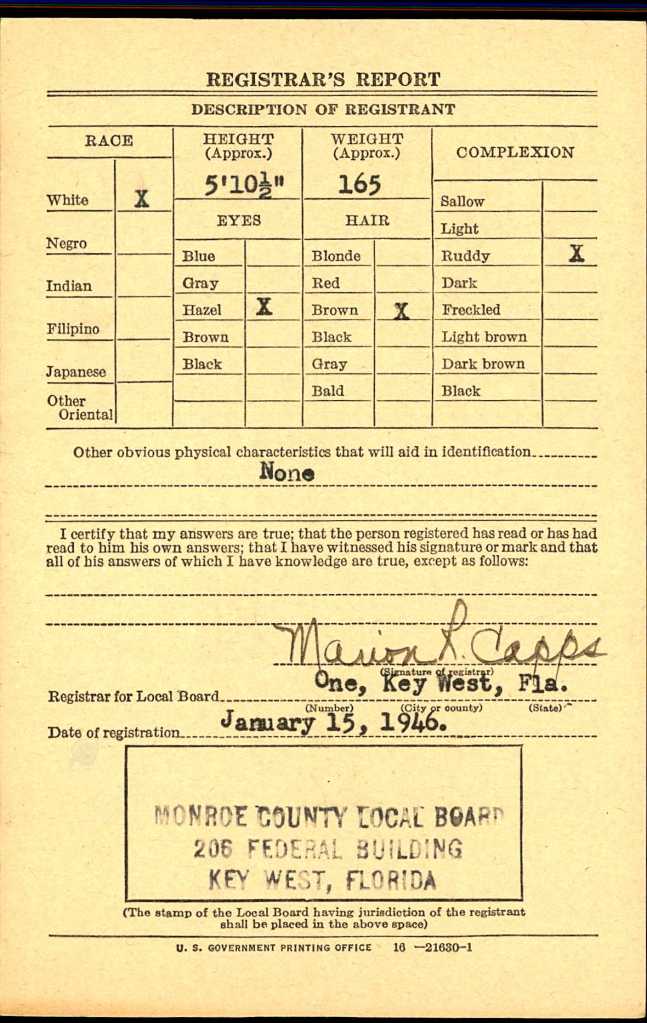 REGISTRAR'S REPORT
DESCRIPTION OF REGISTRANT
RACE
HEIGHT
(Approx.)
WEIGHT
(Approx.)
COMPLEXION
5'10½"
165
White X
Negro
Indian
Filipino
Japanese
Other
Oriental
EYES
Blue
Gray
Hazel X
Brown
Black
HAIR
Blonde
Red
Brown X
Black
Gray
Bald
Sallow
Light
Ruddy X
Dark
Freckled
Light brown
Dark brown
Black
Other obvious physical characteristics that will aid in identification
None
I certify that my answers are true; that the person registered has read or has had
read to him his own answers; that I have witnessed his signature or mark and that
all of his answers of which I have knowledge are true, except as follows:
Marion L. Capps
(Signature of registrar)
Registrar for Local Board One, Key West, Fla.
(Number) (City or county) (State)
Date of registration January 15, 1946.
MONROE COUNTY LOCAL BOARD
206 FEDERAL BUILDING
KEY WEST, FLORIDA
(The stamp of the Local Board having jurisdiction of the registrant
shall be placed in the above space)
U. S. GOVERNMENT PRINTING OFFICE 16—21630-1